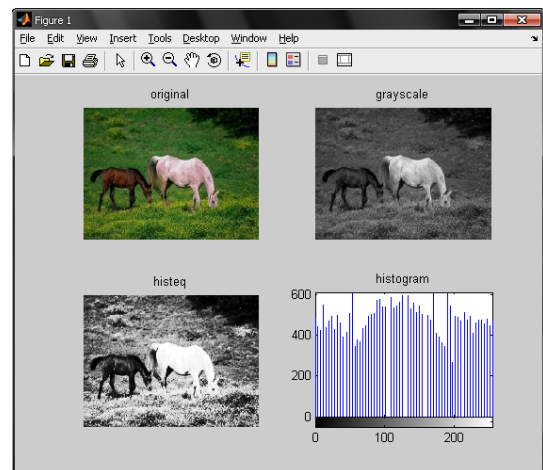 Figure 1
File Edit View Insert Tools Desktop Window Help
original
grayscale
histeq
histogram
600
400
200
0
0 100 200